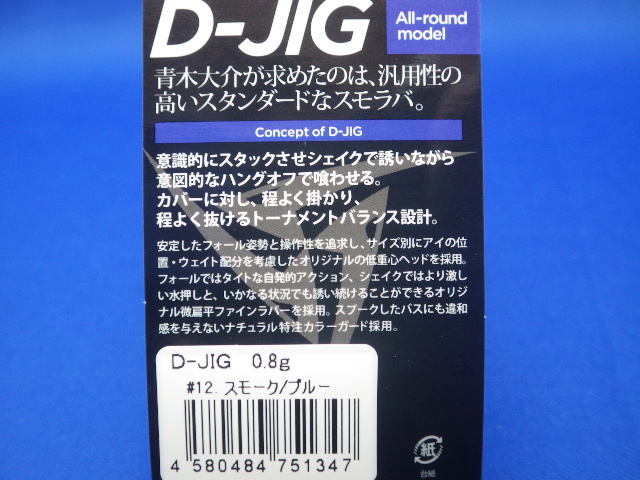 D-JIG
All-round
model
青木大介が求めたのは、汎用性の
高いスタンダードなスモラバ。
Concept of D-JIG
意識的にスタックさせシェイクで誘いながら
意図的なハングオフで喰わせる。
カバーに対し、程よく掛かり、
程よく抜けるトーナメントバランス設計。
安定したフォール姿勢と操作性を追求し、サイズ別にアイの位
置・ウェイト配分を考慮したオリジナルの低重心ヘッドを採用。
フォールではタイトな自発的アクション、シェイクではより激し
い水押しと、いかなる状況でも誘い続けることができるオリジ
ナル微扁平ファインラバーを採用。スプークしたバスにも違和
感を与えないナチュラル特注カラーガード採用。
D-JIG 0.8g
#12. スモーク/ブルー
4 580484 751347
紙
台紙